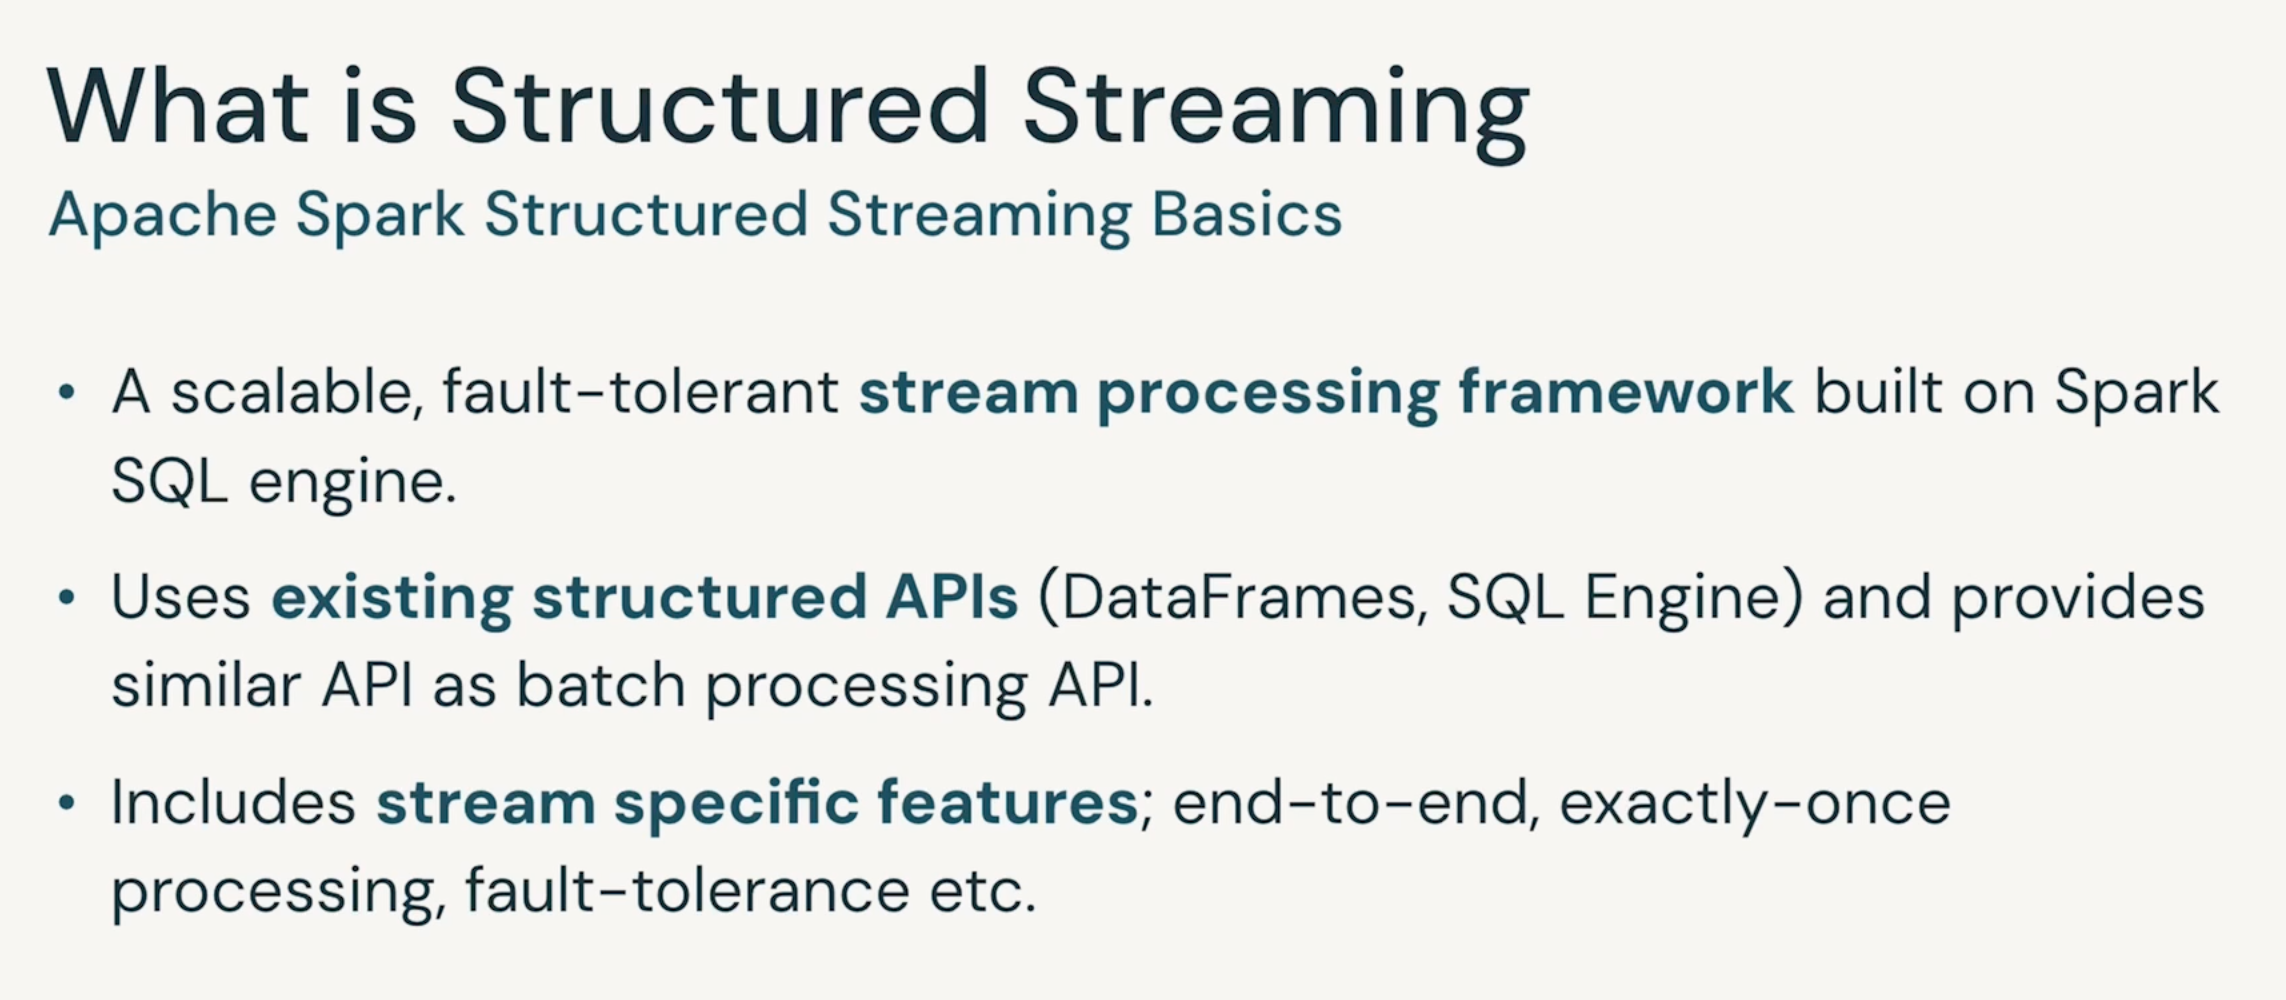 What is Structured Streaming
Apache Spark Structured Streaming Basics
• A scalable, fault-tolerant stream processing framework built on Spark
SQL engine.
• Uses existing structured APIs (DataFrames, SQL Engine) and provides
similar API as batch processing API.
• Includes stream specific features; end-to-end, exactly-once
processing, fault-tolerance etc.